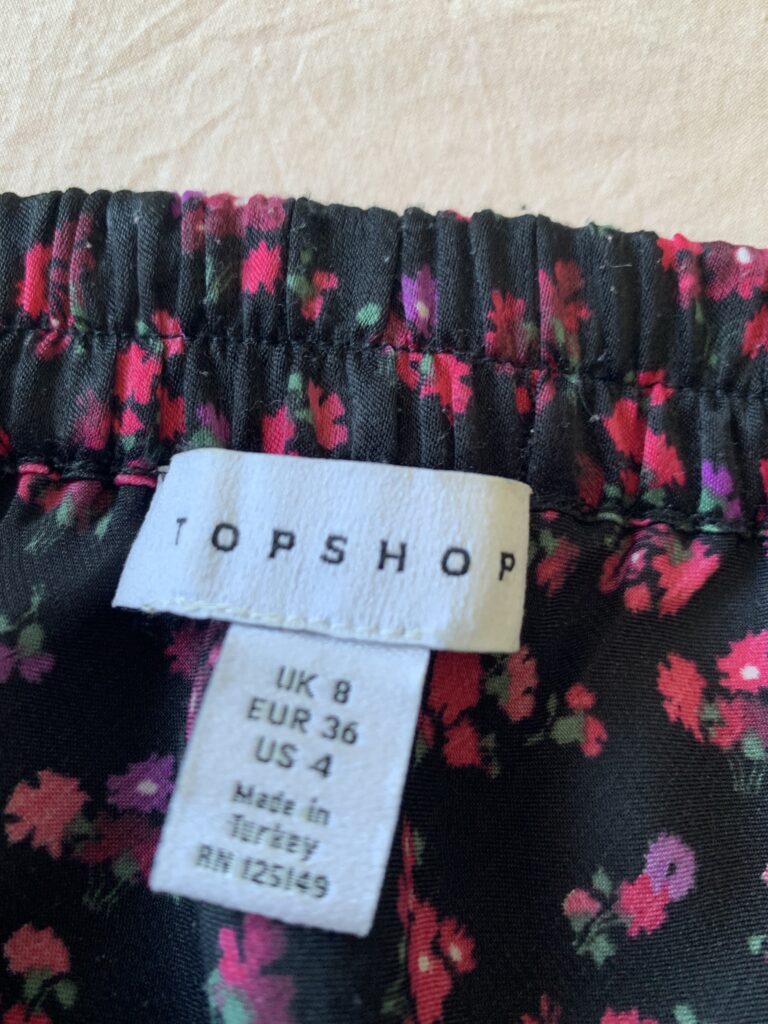 TOPSHOP
UK 8
EUR 36
US 4
Made in
Turkey
RN 125149